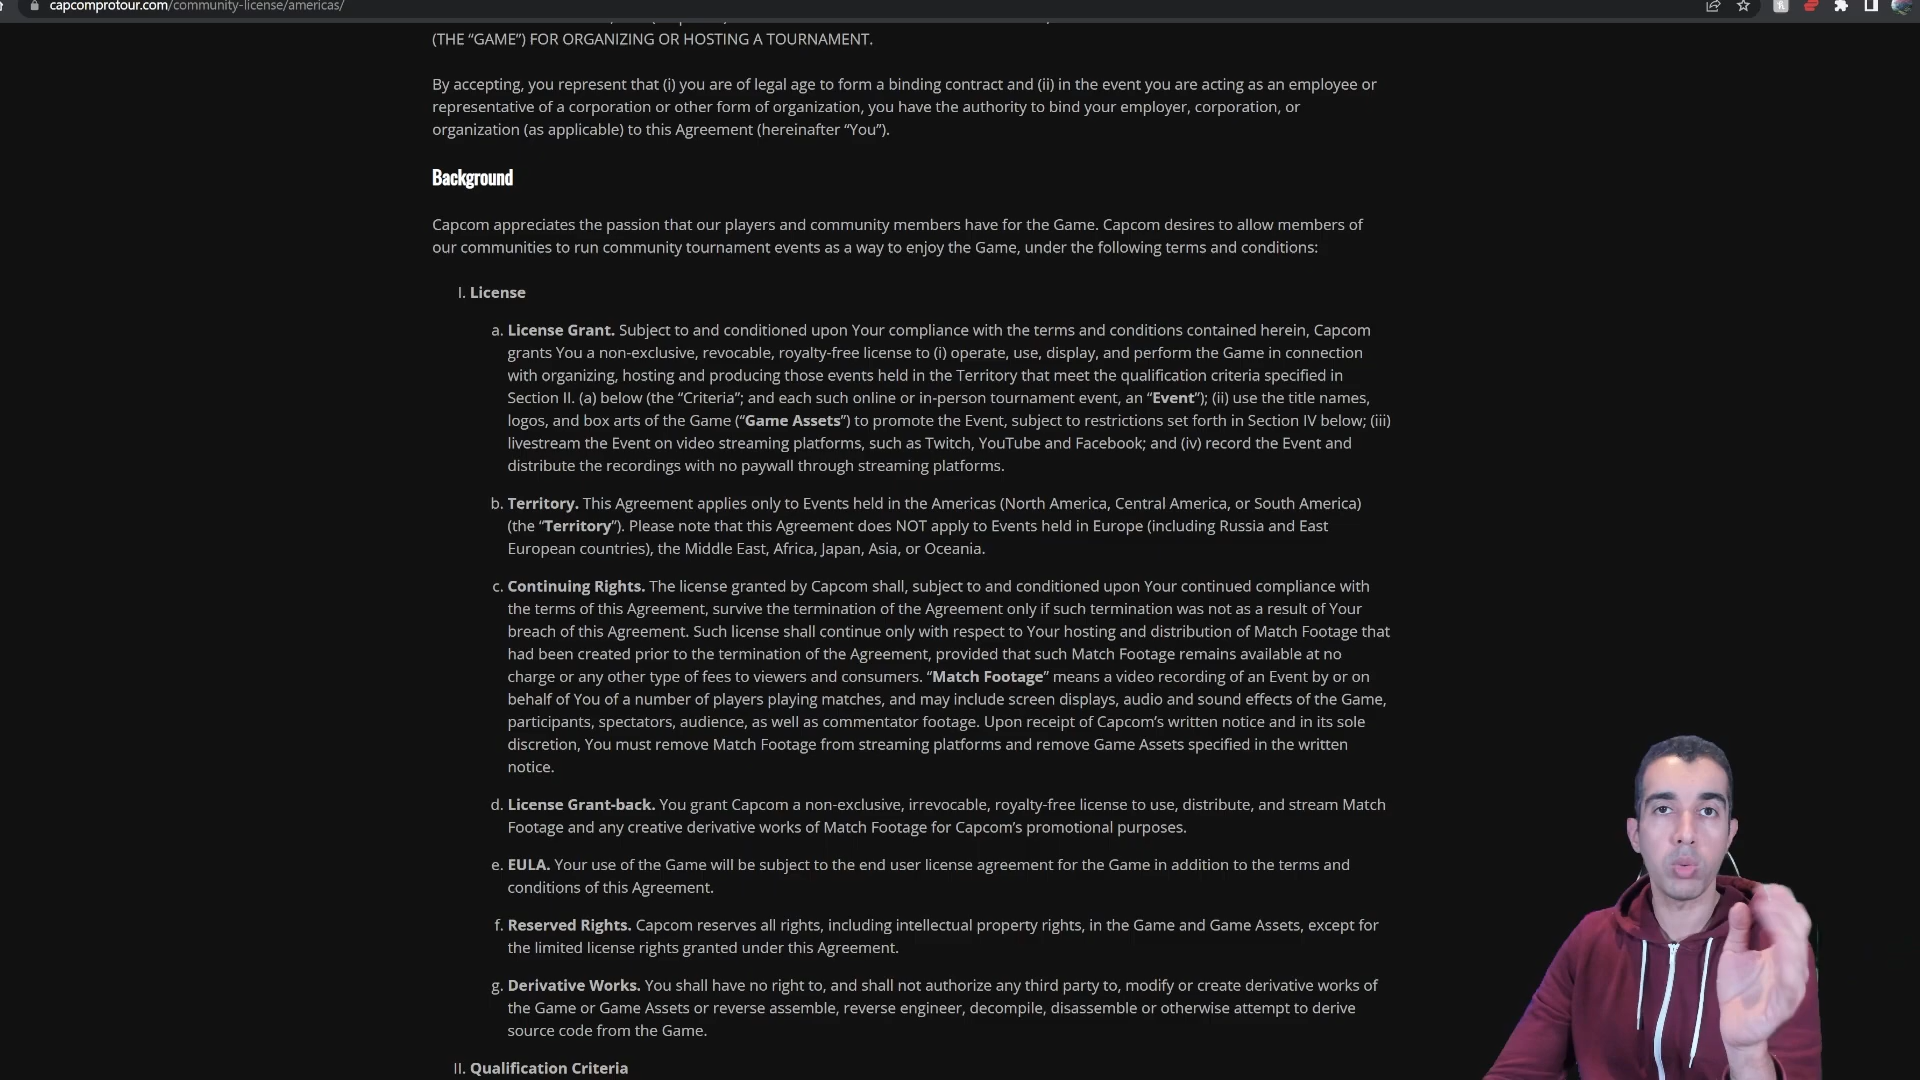 capcomprotour.com/community-license/americas/
(THE “GAME”) FOR ORGANIZING OR HOSTING A TOURNAMENT.
By accepting, you represent that (i) you are of legal age to form a binding contract and (ii) in the event you are acting as an employee or
representative of a corporation or other form of organization, you have the authority to bind your employer, corporation, or
organization (as applicable) to this Agreement (hereinafter “You”).
Background
Capcom appreciates the passion that our players and community members have for the Game. Capcom desires to allow members of
our communities to run community tournament events as a way to enjoy the Game, under the following terms and conditions:
I. License
a. License Grant. Subject to and conditioned upon Your compliance with the terms and conditions contained herein, Capcom
grants You a non-exclusive, revocable, royalty-free license to (i) operate, use, display, and perform the Game in connection
with organizing, hosting and producing those events held in the Territory that meet the qualification criteria specified in
Section II. (a) below (the “Criteria”; and each such online or in-person tournament event, an “Event”); (ii) use the title names,
logos, and box arts of the Game (“Game Assets”) to promote the Event, subject to restrictions set forth in Section IV below; (iii)
livestream the Event on video streaming platforms, such as Twitch, YouTube and Facebook; and (iv) record the Event and
distribute the recordings with no paywall through streaming platforms.
b. Territory. This Agreement applies only to Events held in the Americas (North America, Central America, or South America)
(the “Territory”). Please note that this Agreement does NOT apply to Events held in Europe (including Russia and East
European countries), the Middle East, Africa, Japan, Asia, or Oceania.
c. Continuing Rights. The license granted by Capcom shall, subject to and conditioned upon Your continued compliance with
the terms of this Agreement, survive the termination of the Agreement only if such termination was not as a result of Your
breach of this Agreement. Such license shall continue only with respect to Your hosting and distribution of Match Footage that
had been created prior to the termination of the Agreement, provided that such Match Footage remains available at no
charge or any other type of fees to viewers and consumers. “Match Footage” means a video recording of an Event by or on
behalf of You of a number of players playing matches, and may include screen displays, audio and sound effects of the Game,
participants, spectators, audience, as well as commentator footage. Upon receipt of Capcom’s written notice and in its sole
discretion, You must remove Match Footage from streaming platforms and remove Game Assets specified in the written
notice.
d. License Grant-back. You grant Capcom a non-exclusive, irrevocable, royalty-free license to use, distribute, and stream Match
Footage and any creative derivative works of Match Footage for Capcom’s promotional purposes.
e. EULA. Your use of the Game will be subject to the end user license agreement for the Game in addition to the terms and
conditions of this Agreement.
f. Reserved Rights. Capcom reserves all rights, including intellectual property rights, in the Game and Game Assets, except for
the limited license rights granted under this Agreement.
g. Derivative Works. You shall have no right to, and shall not authorize any third party to, modify or create derivative works of
the Game or Game Assets or reverse assemble, reverse engineer, decompile, disassemble or otherwise attempt to derive
source code from the Game.
II. Qualification Criteria